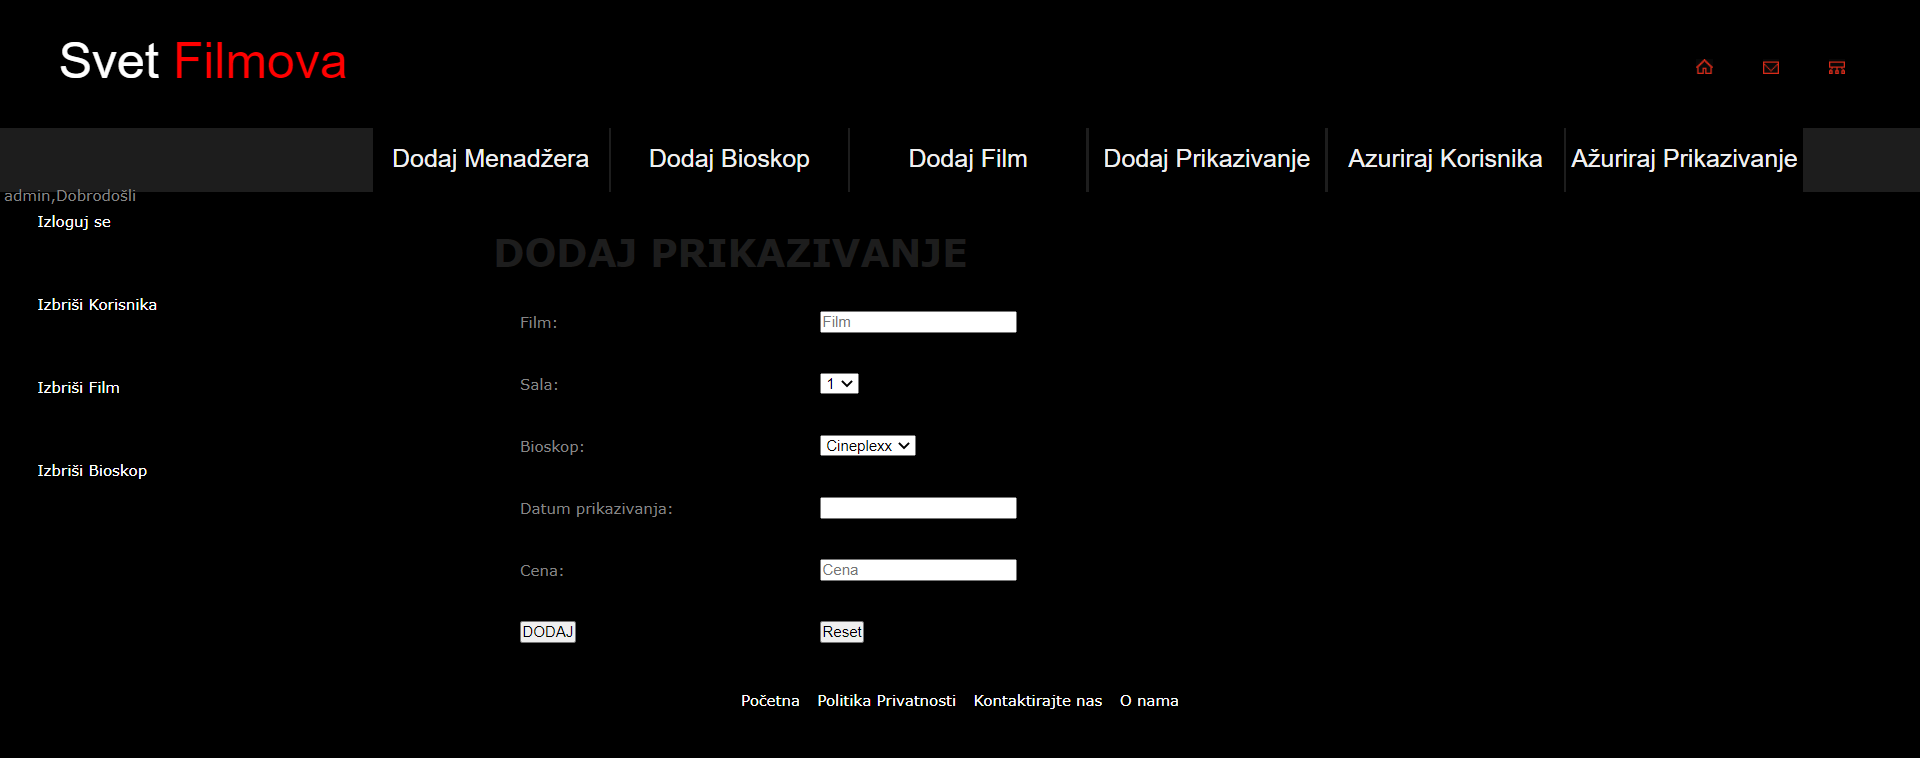 Svet Filmova
Dodaj Menadžera Dodaj Bioskop Dodaj Film Dodaj Prikazivanje Azuriraj Korisnika Ažuriraj Prikazivanje
admin,Dobrodošli
Izloguj se
Izbriši Korisnika
Izbriši Film
Izbriši Bioskop
DODAJ PRIKAZIVANJE
Film: Film
Sala: 1
Bioskop: Cineplexx
Datum prikazivanja:
Cena: Cena
DODAJ Reset
Početna Politika Privatnosti Kontaktirajte nas O nama